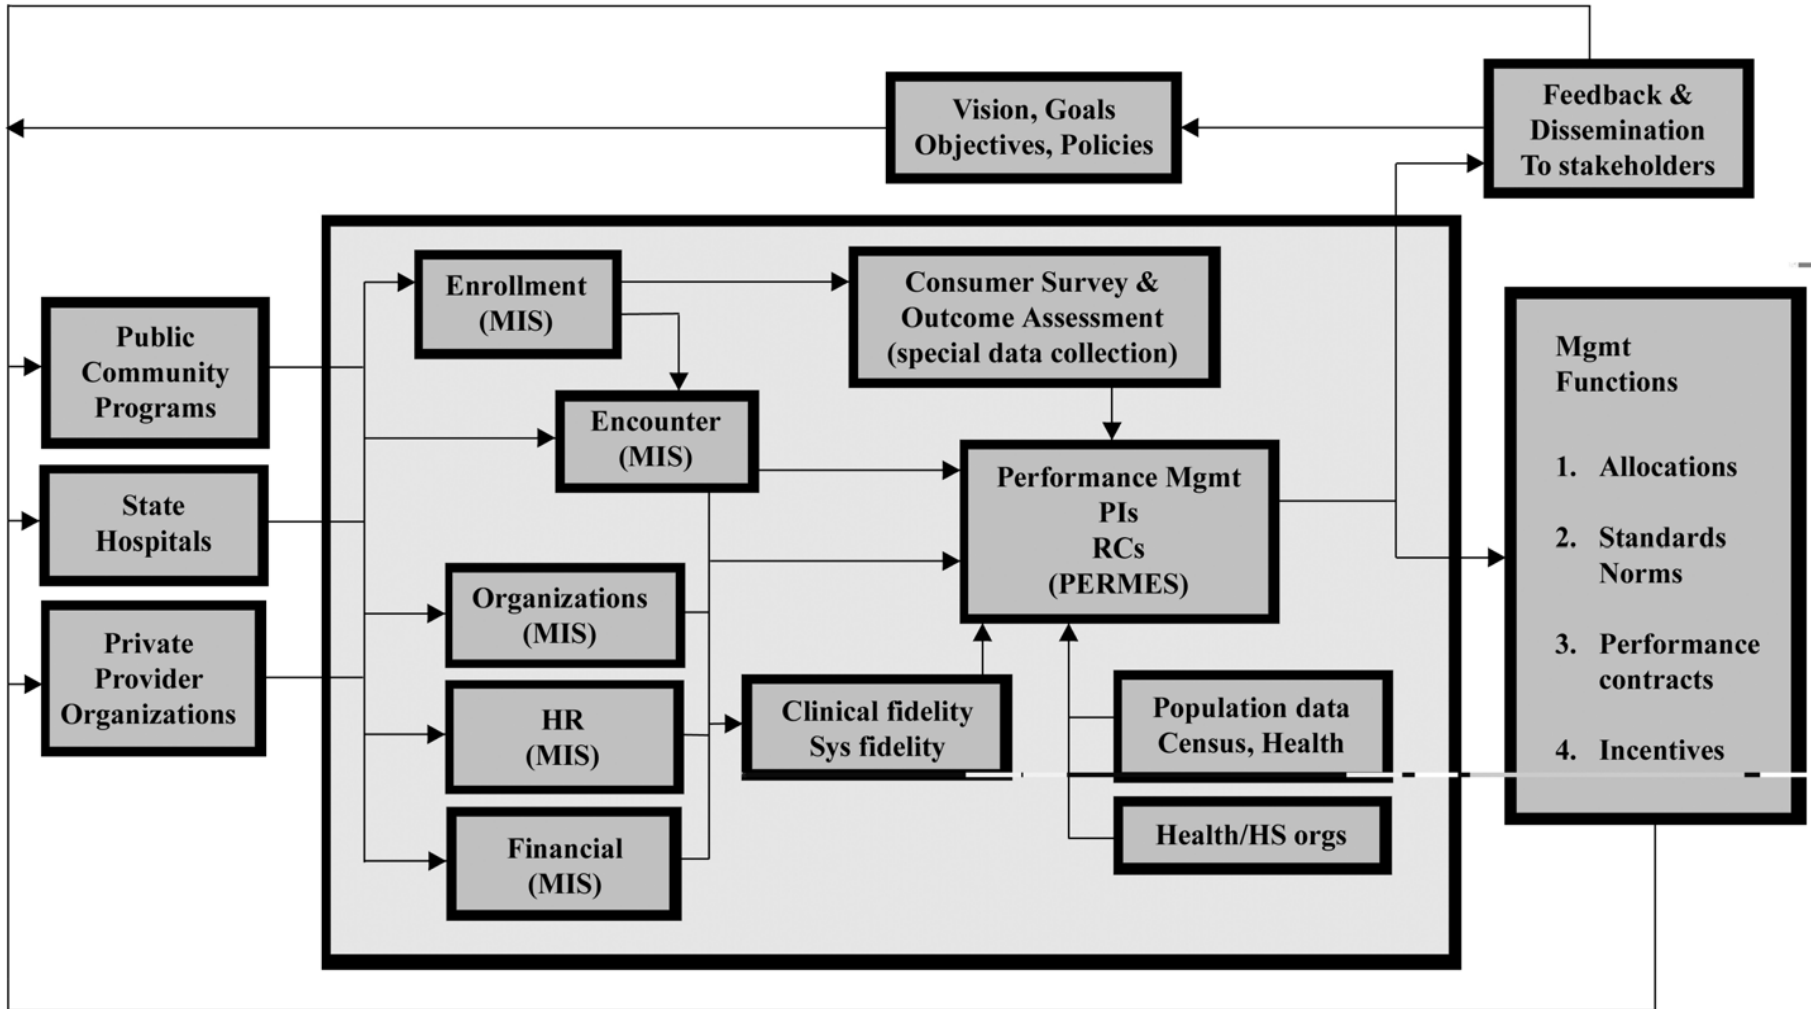 Vision, Goals
Objectives, Policies
Feedback &
Dissemination
To stakeholders
Public
Community
Programs
State
Hospitals
Private
Provider
Organizations
Enrollment
(MIS)
Encounter
(MIS)
Organizations
(MIS)
HR
(MIS)
Financial
(MIS)
Consumer Survey &
Outcome Assessment
(special data collection)
Performance Mgmt
PIs
RCs
(PERMES)
Clinical fidelity
Sys fidelity
Population data
Census, Health
Health/HS orgs
Mgmt
Functions
1. Allocations
2. Standards
Norms
3. Performance
contracts
4. Incentives